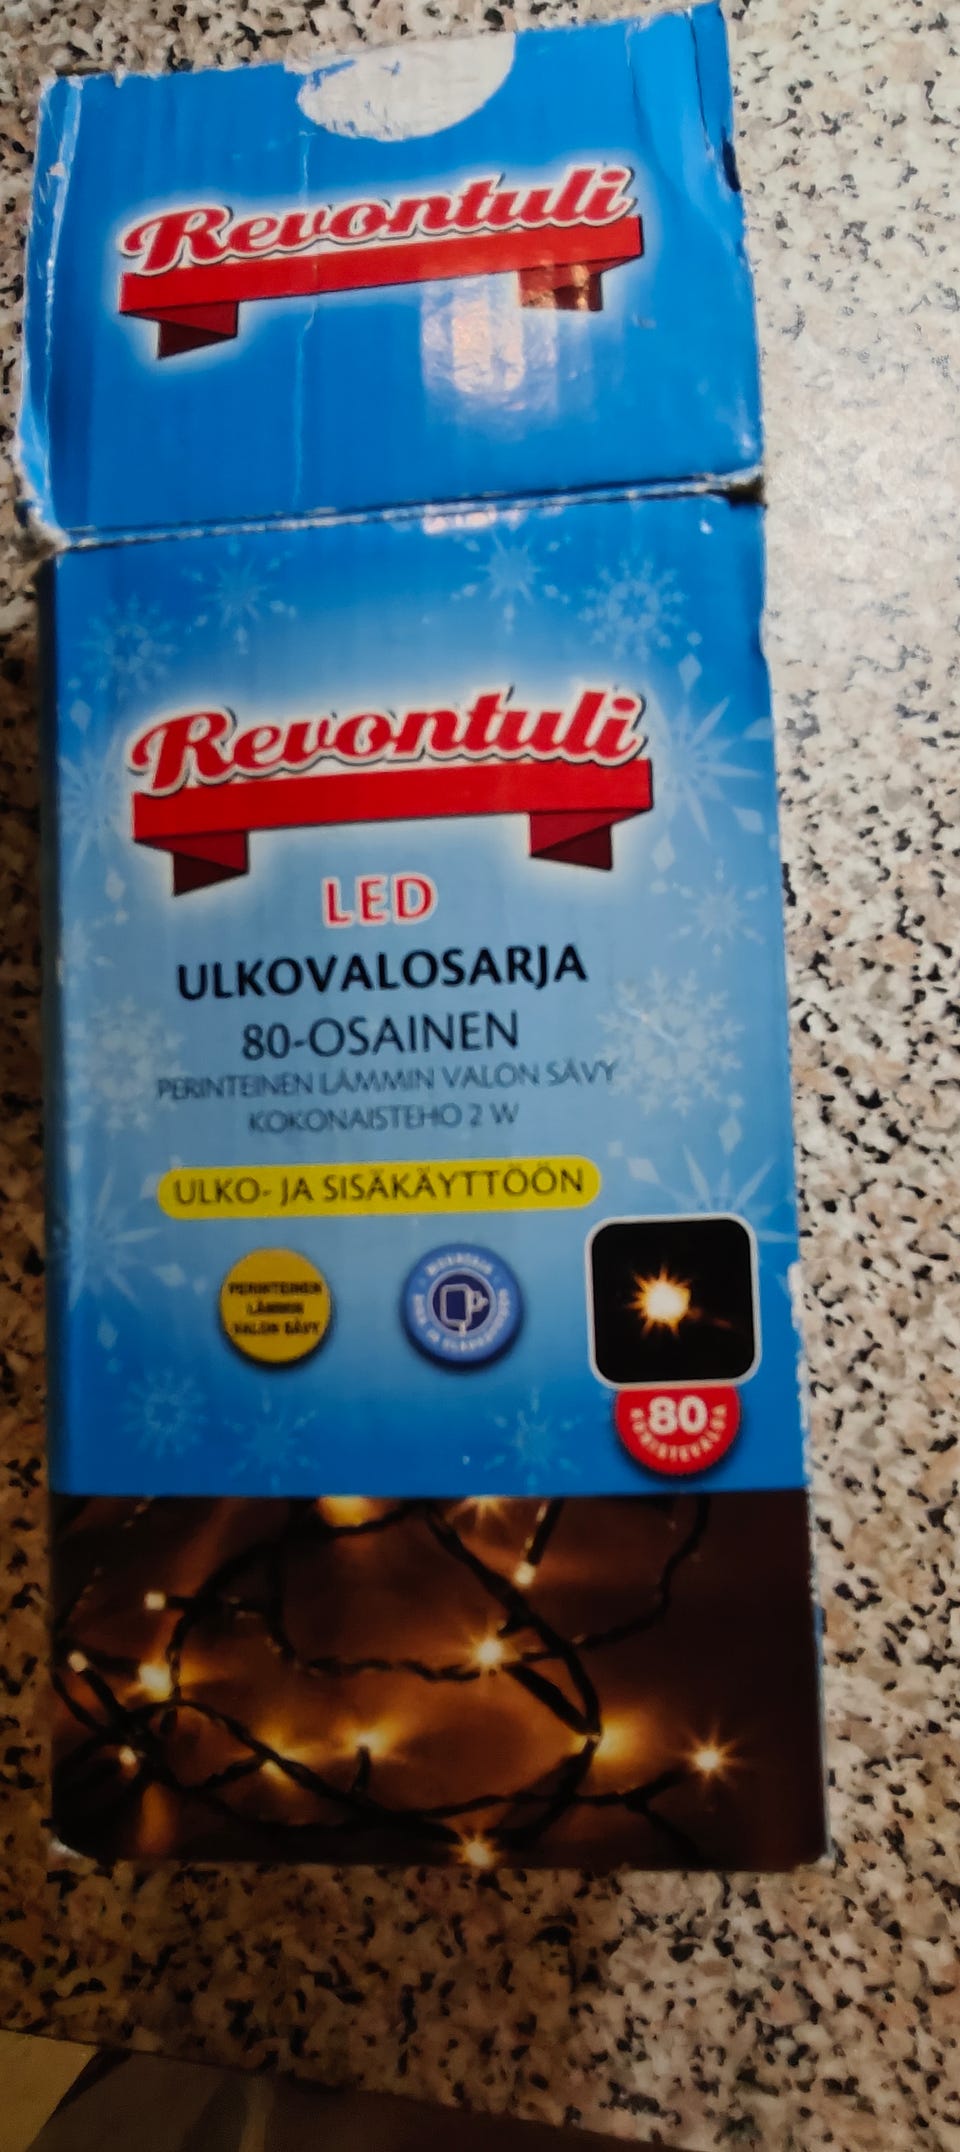 Revontuli
Revontuli
LED
ULKOVALOSARJA
80-OSAINEN
PERINTEINEN LÄMMIN VALON SÄVY
KOKONAISTEHO 2 W
ULKO- JA SISÄKÄYTTÖÖN
PERINTEINEN
LÄMMIN
VALON SÄVY
80